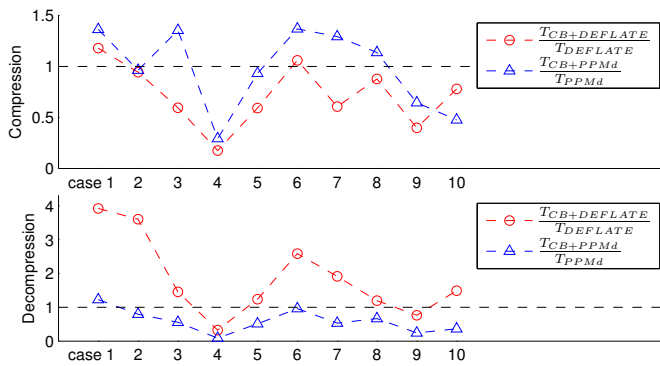 1.5
1
0.5
0
Compression
case 1 2 3 4 5 6 7 8 9 10
T_{CB+DEFLATE}
T_{DEFLATE}
T_{CB+PPMd}
T_{PPMd}
4
3
2
1
0
Decompression
case 1 2 3 4 5 6 7 8 9 10
T_{CB+DEFLATE}
T_{DEFLATE}
T_{CB+PPMd}
T_{PPMd}